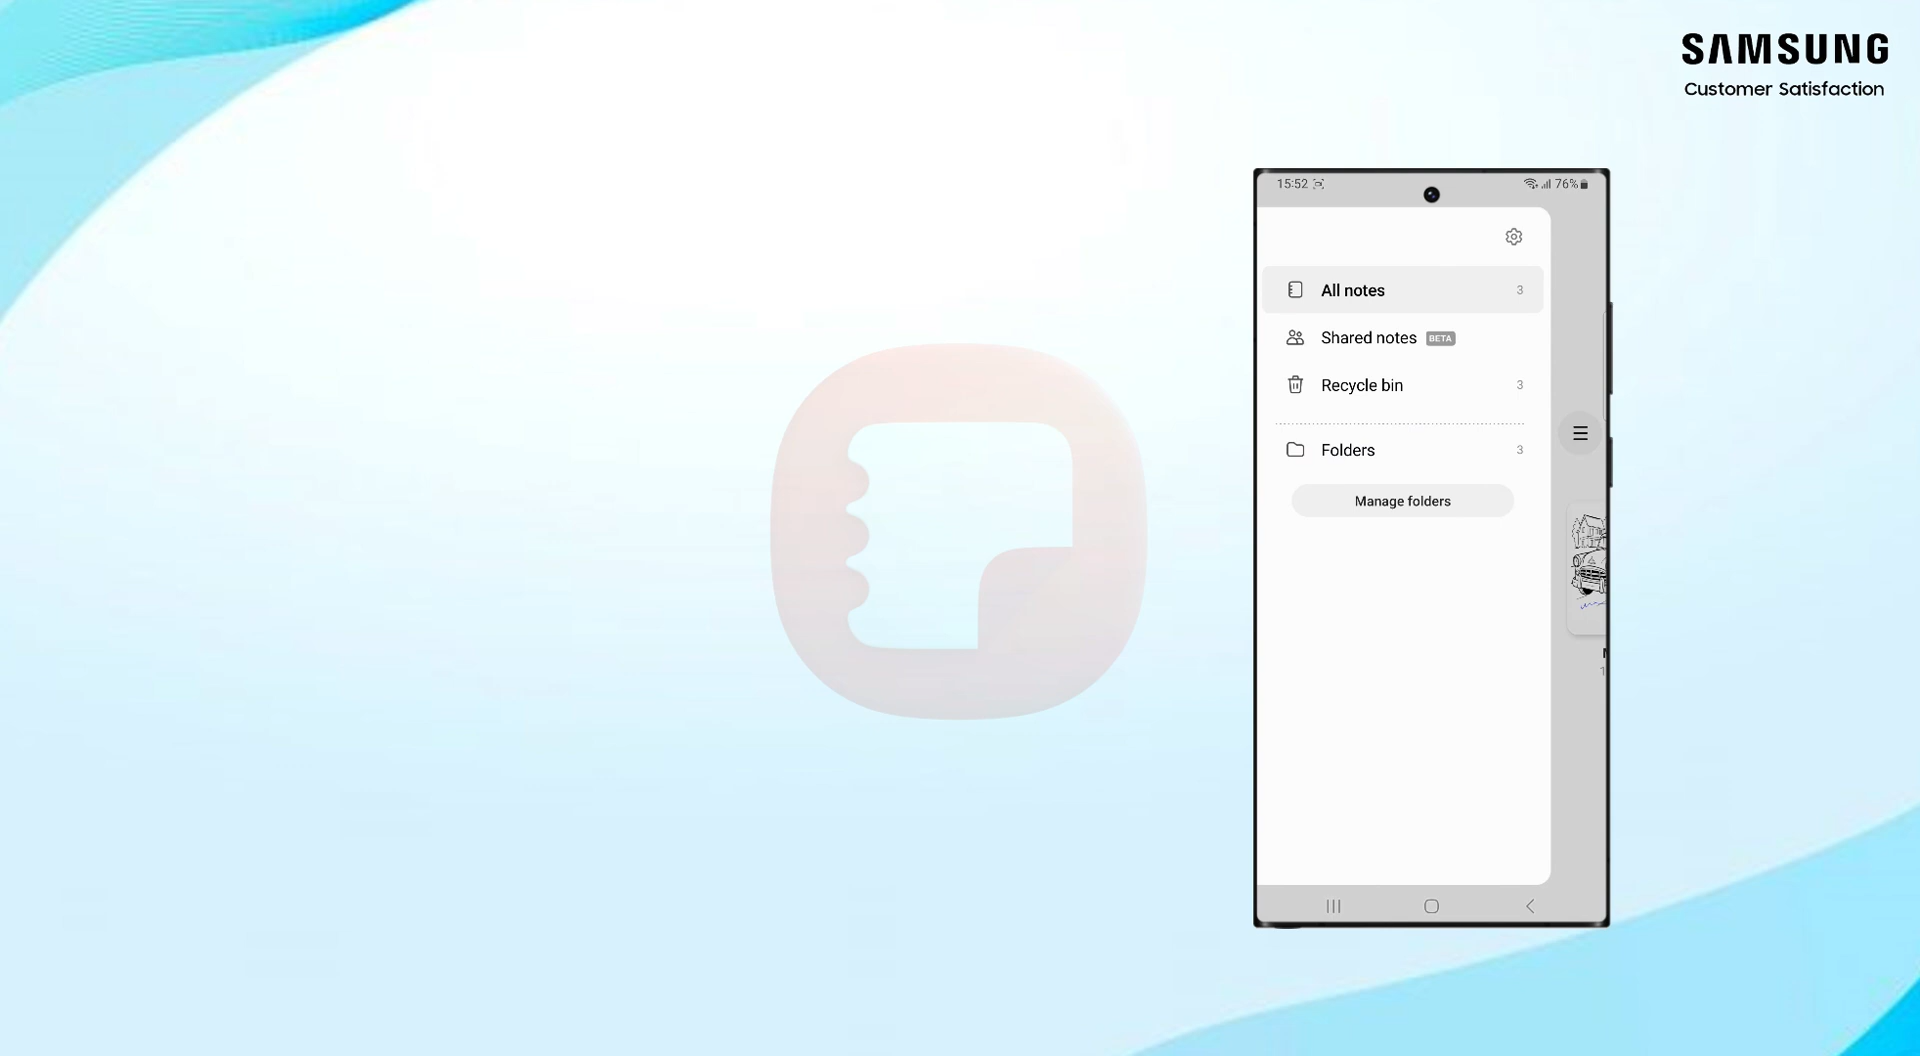 SAMSUNG
Customer Satisfaction
15:52 76%
All notes 3
Shared notes BETA
Recycle bin 3
Folders 3
Manage folders